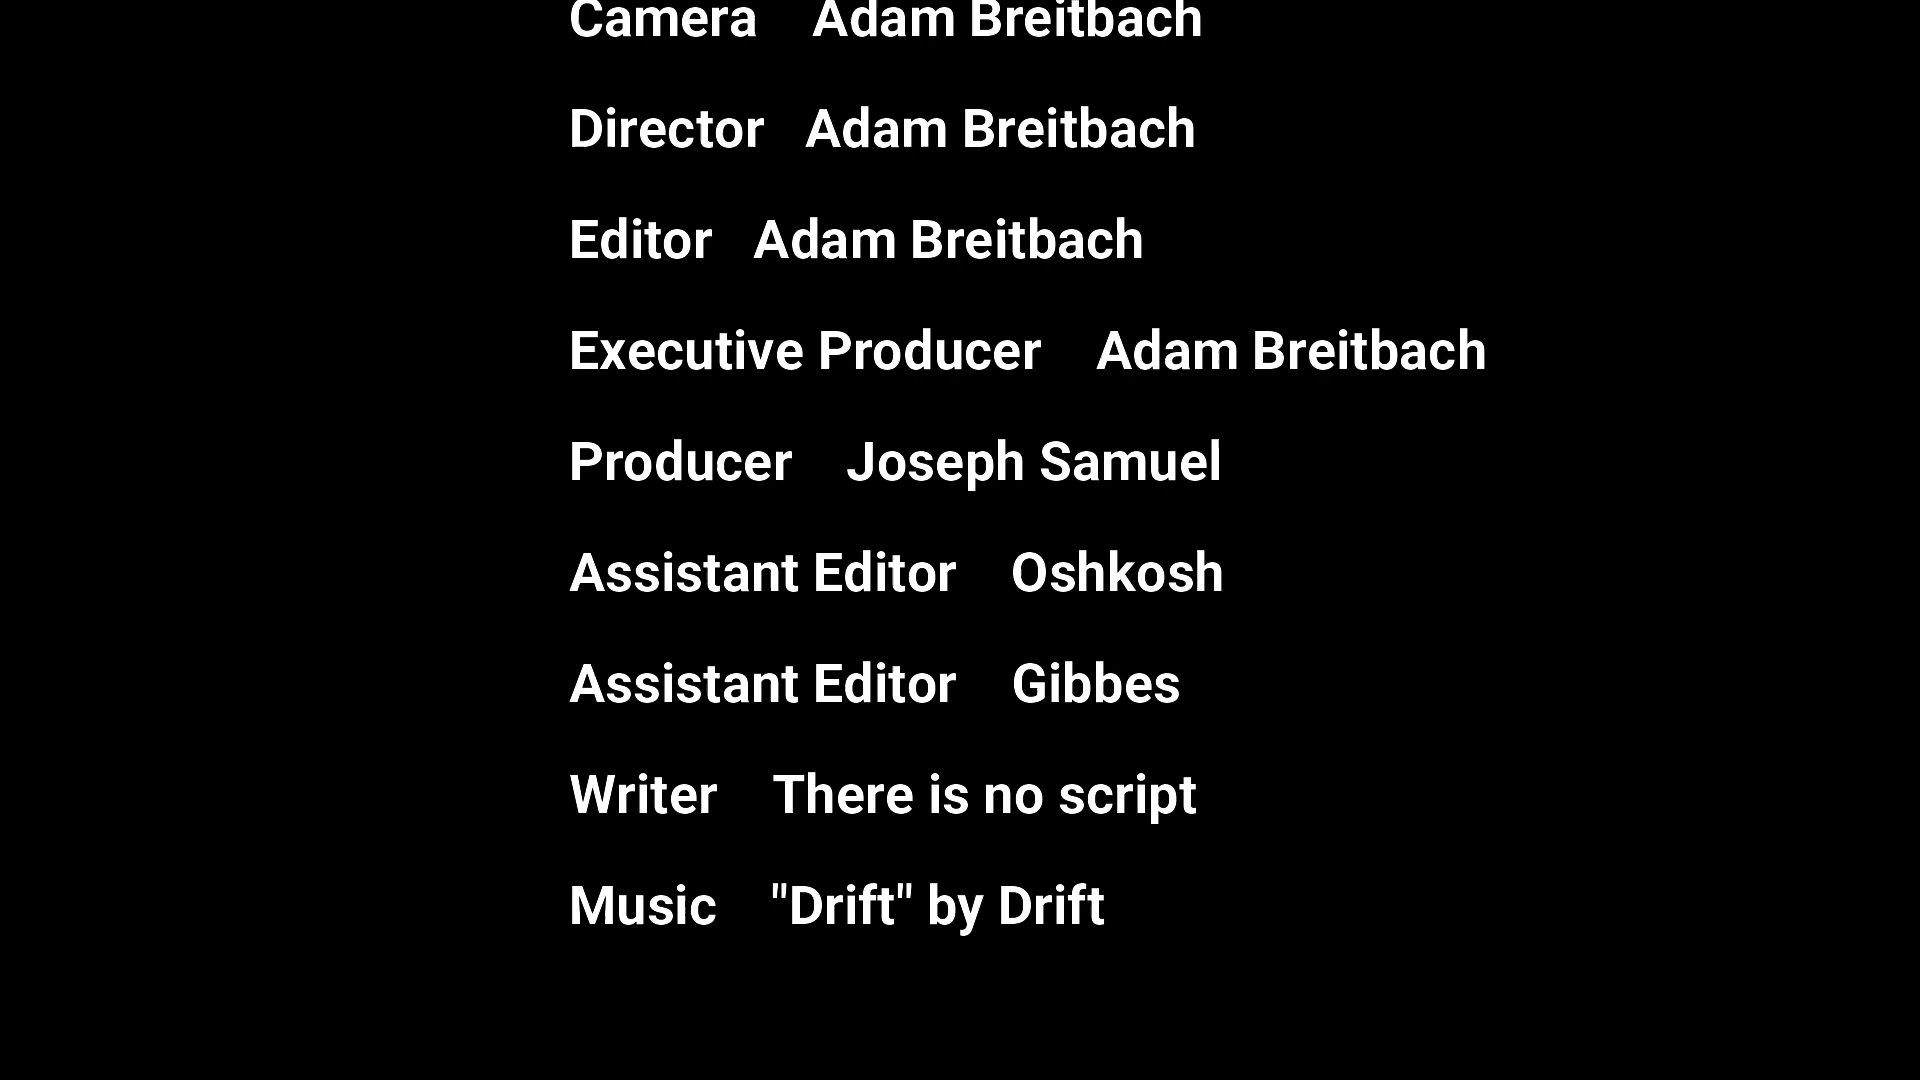 Camera    Adam Breitbach
Director   Adam Breitbach
Editor   Adam Breitbach
Executive Producer    Adam Breitbach
Producer    Joseph Samuel
Assistant Editor    Oshkosh
Assistant Editor    Gibbes
Writer    There is no script
Music    "Drift" by Drift